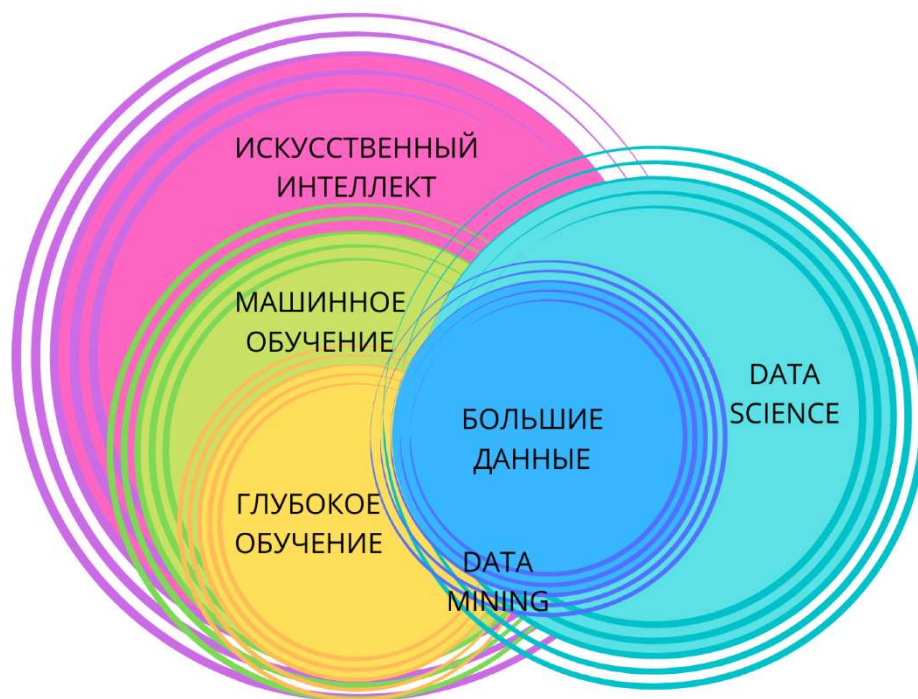 ИСКУССТВЕННЫЙ
ИНТЕЛЛЕКТ
МАШИННОЕ
ОБУЧЕНИЕ
ГЛУБОКОЕ
ОБУЧЕНИЕ
БОЛЬШИЕ
ДАННЫЕ
DATA
SCIENCE
DATA
MINING